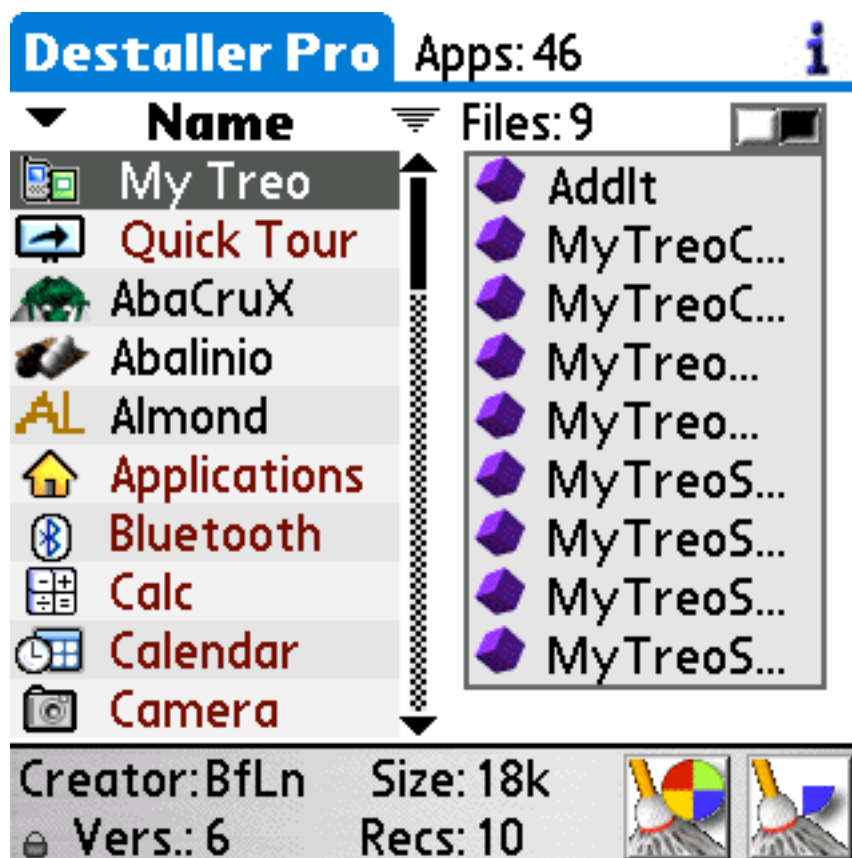 Destaller Pro Apps: 46
Name
Files: 9
My Treo
Quick Tour
AbaCruX
Abalinio
AL Almond
Applications
Bluetooth
Calc
Calendar
Camera
AddIt
MyTreoC...
MyTreoC...
MyTreo...
MyTreo...
MyTreoS...
MyTreoS...
MyTreoS...
MyTreoS...
Creator: BfLn Size: 18k
Vers.: 6 Recs: 10